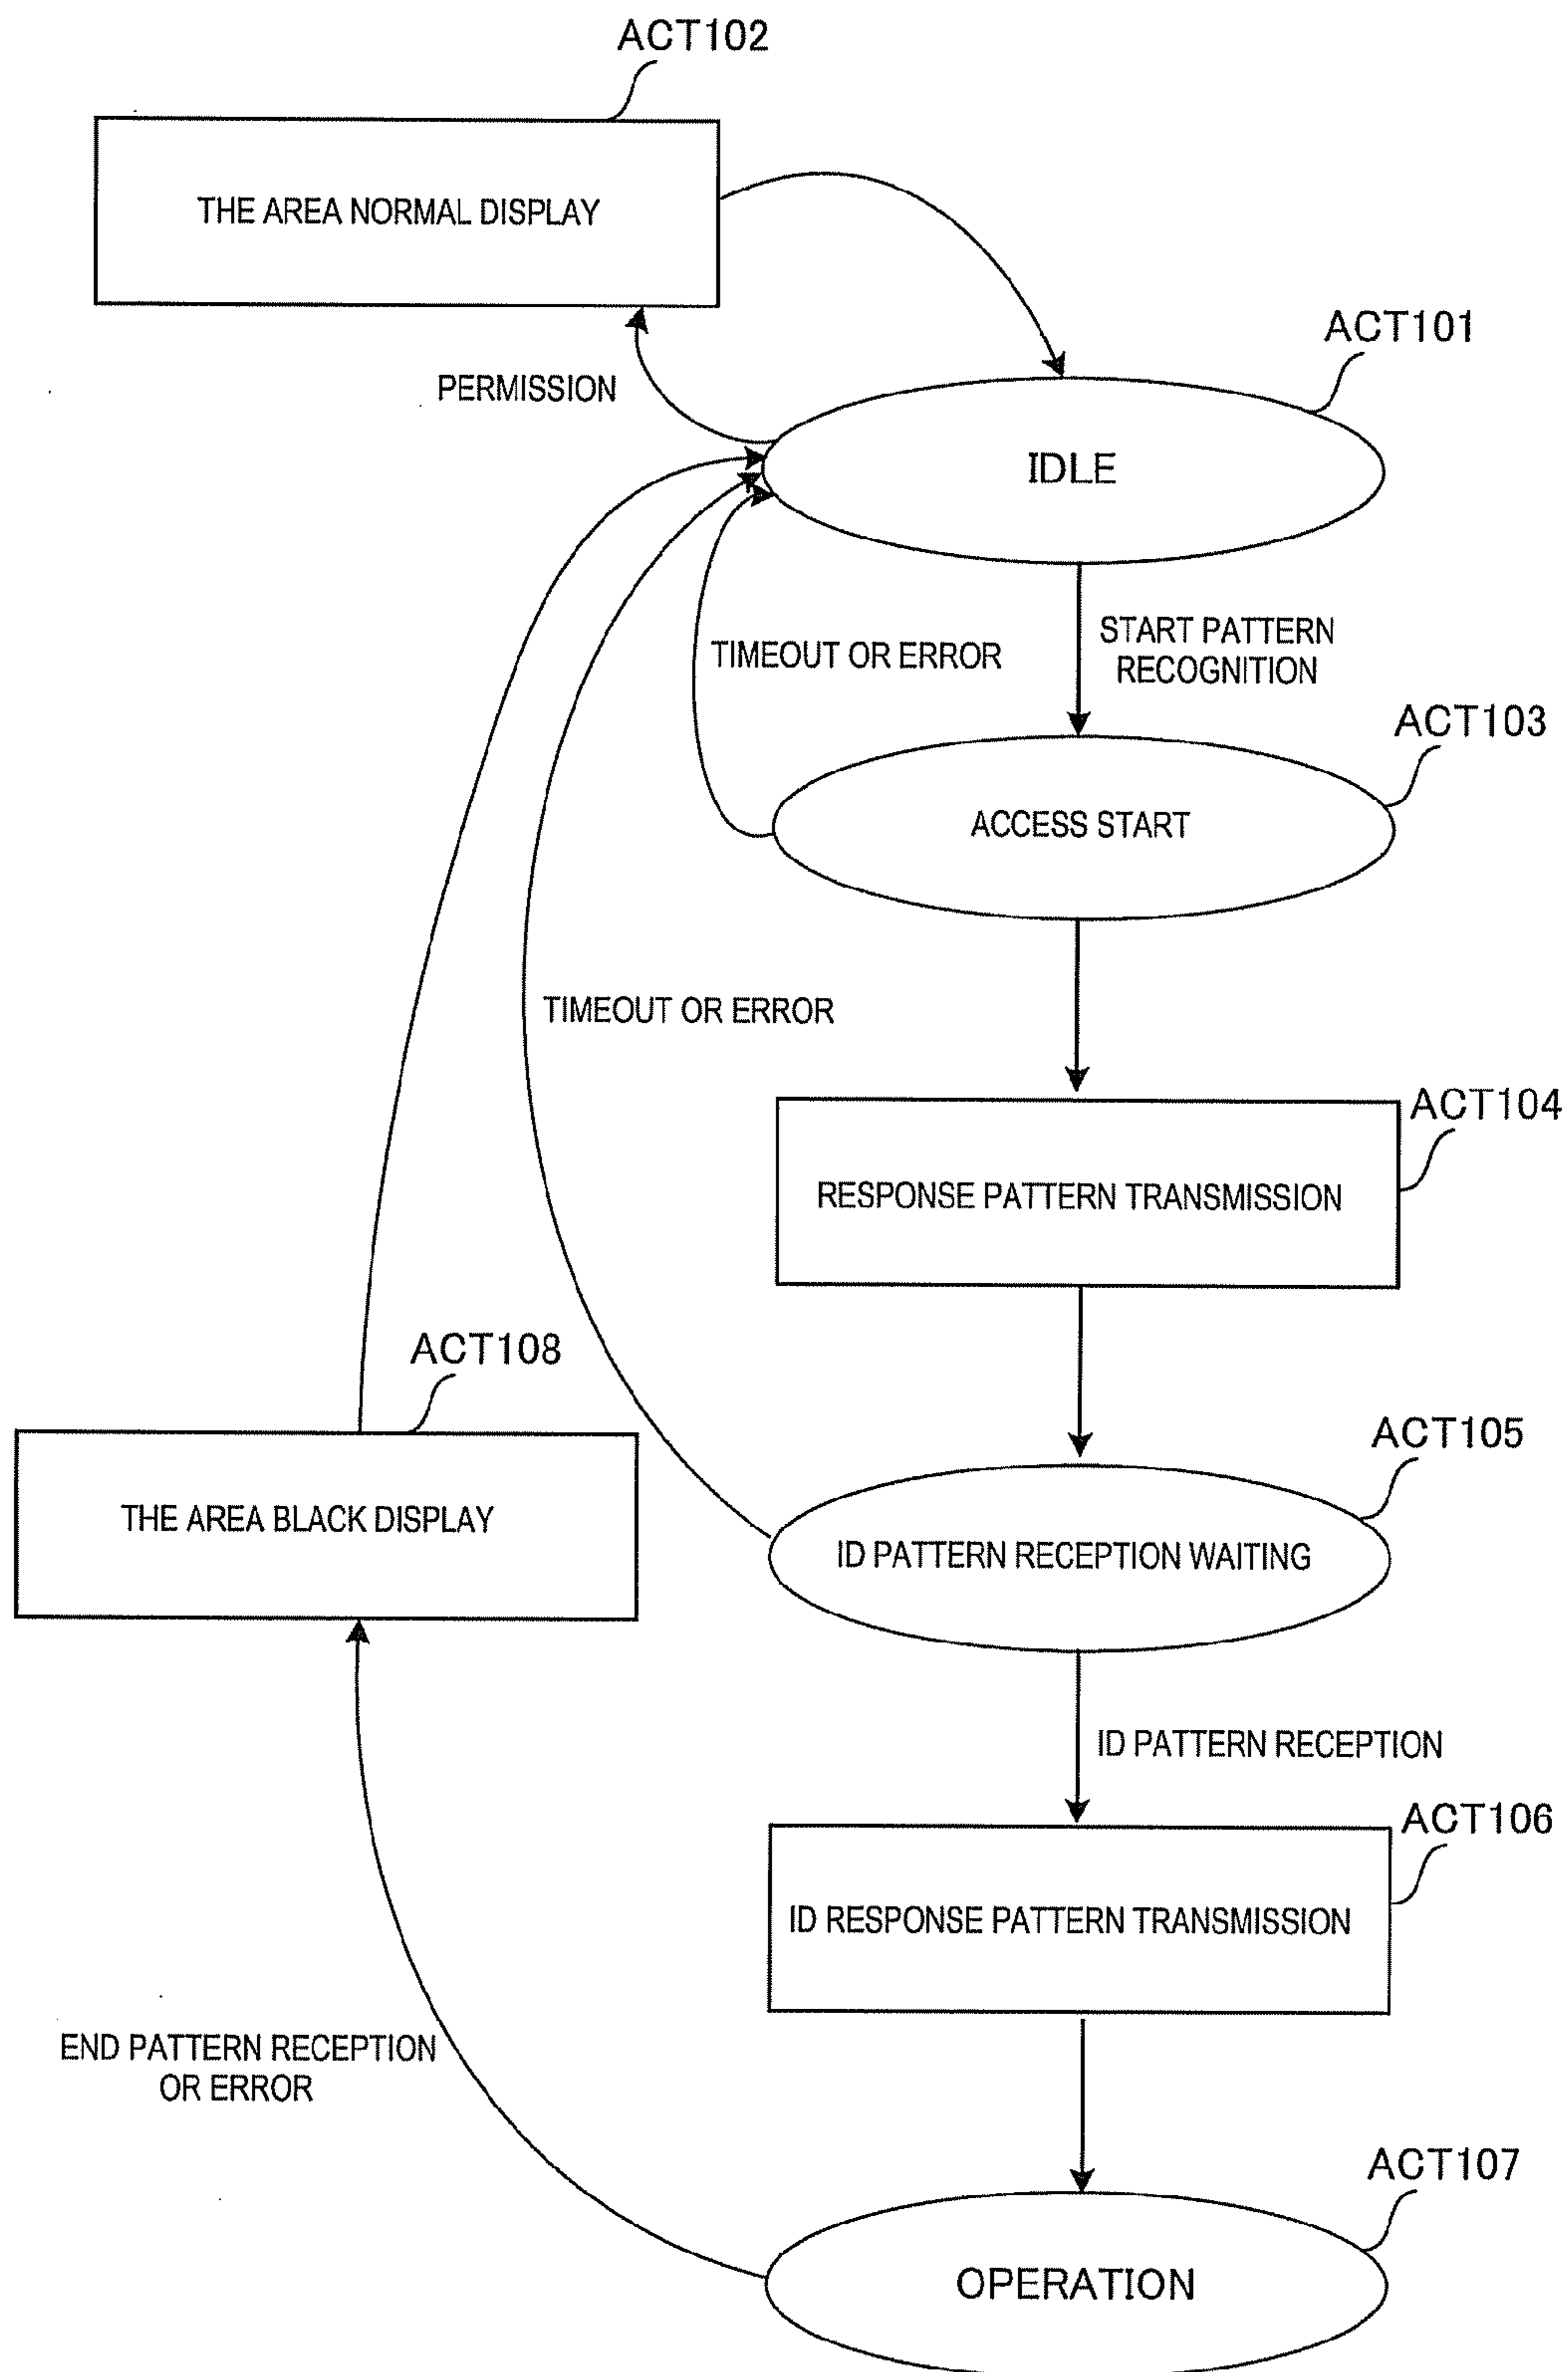 ACT102
THE AREA NORMAL DISPLAY
ACT101
PERMISSION
IDLE
TIMEOUT OR ERROR
START PATTERN
RECOGNITION
ACT103
ACCESS START
TIMEOUT OR ERROR
ACT104
RESPONSE PATTERN TRANSMISSION
ACT108
ACT105
THE AREA BLACK DISPLAY
ID PATTERN RECEPTION WAITING
ID PATTERN RECEPTION
ACT106
ID RESPONSE PATTERN TRANSMISSION
END PATTERN RECEPTION
OR ERROR
ACT107
OPERATION